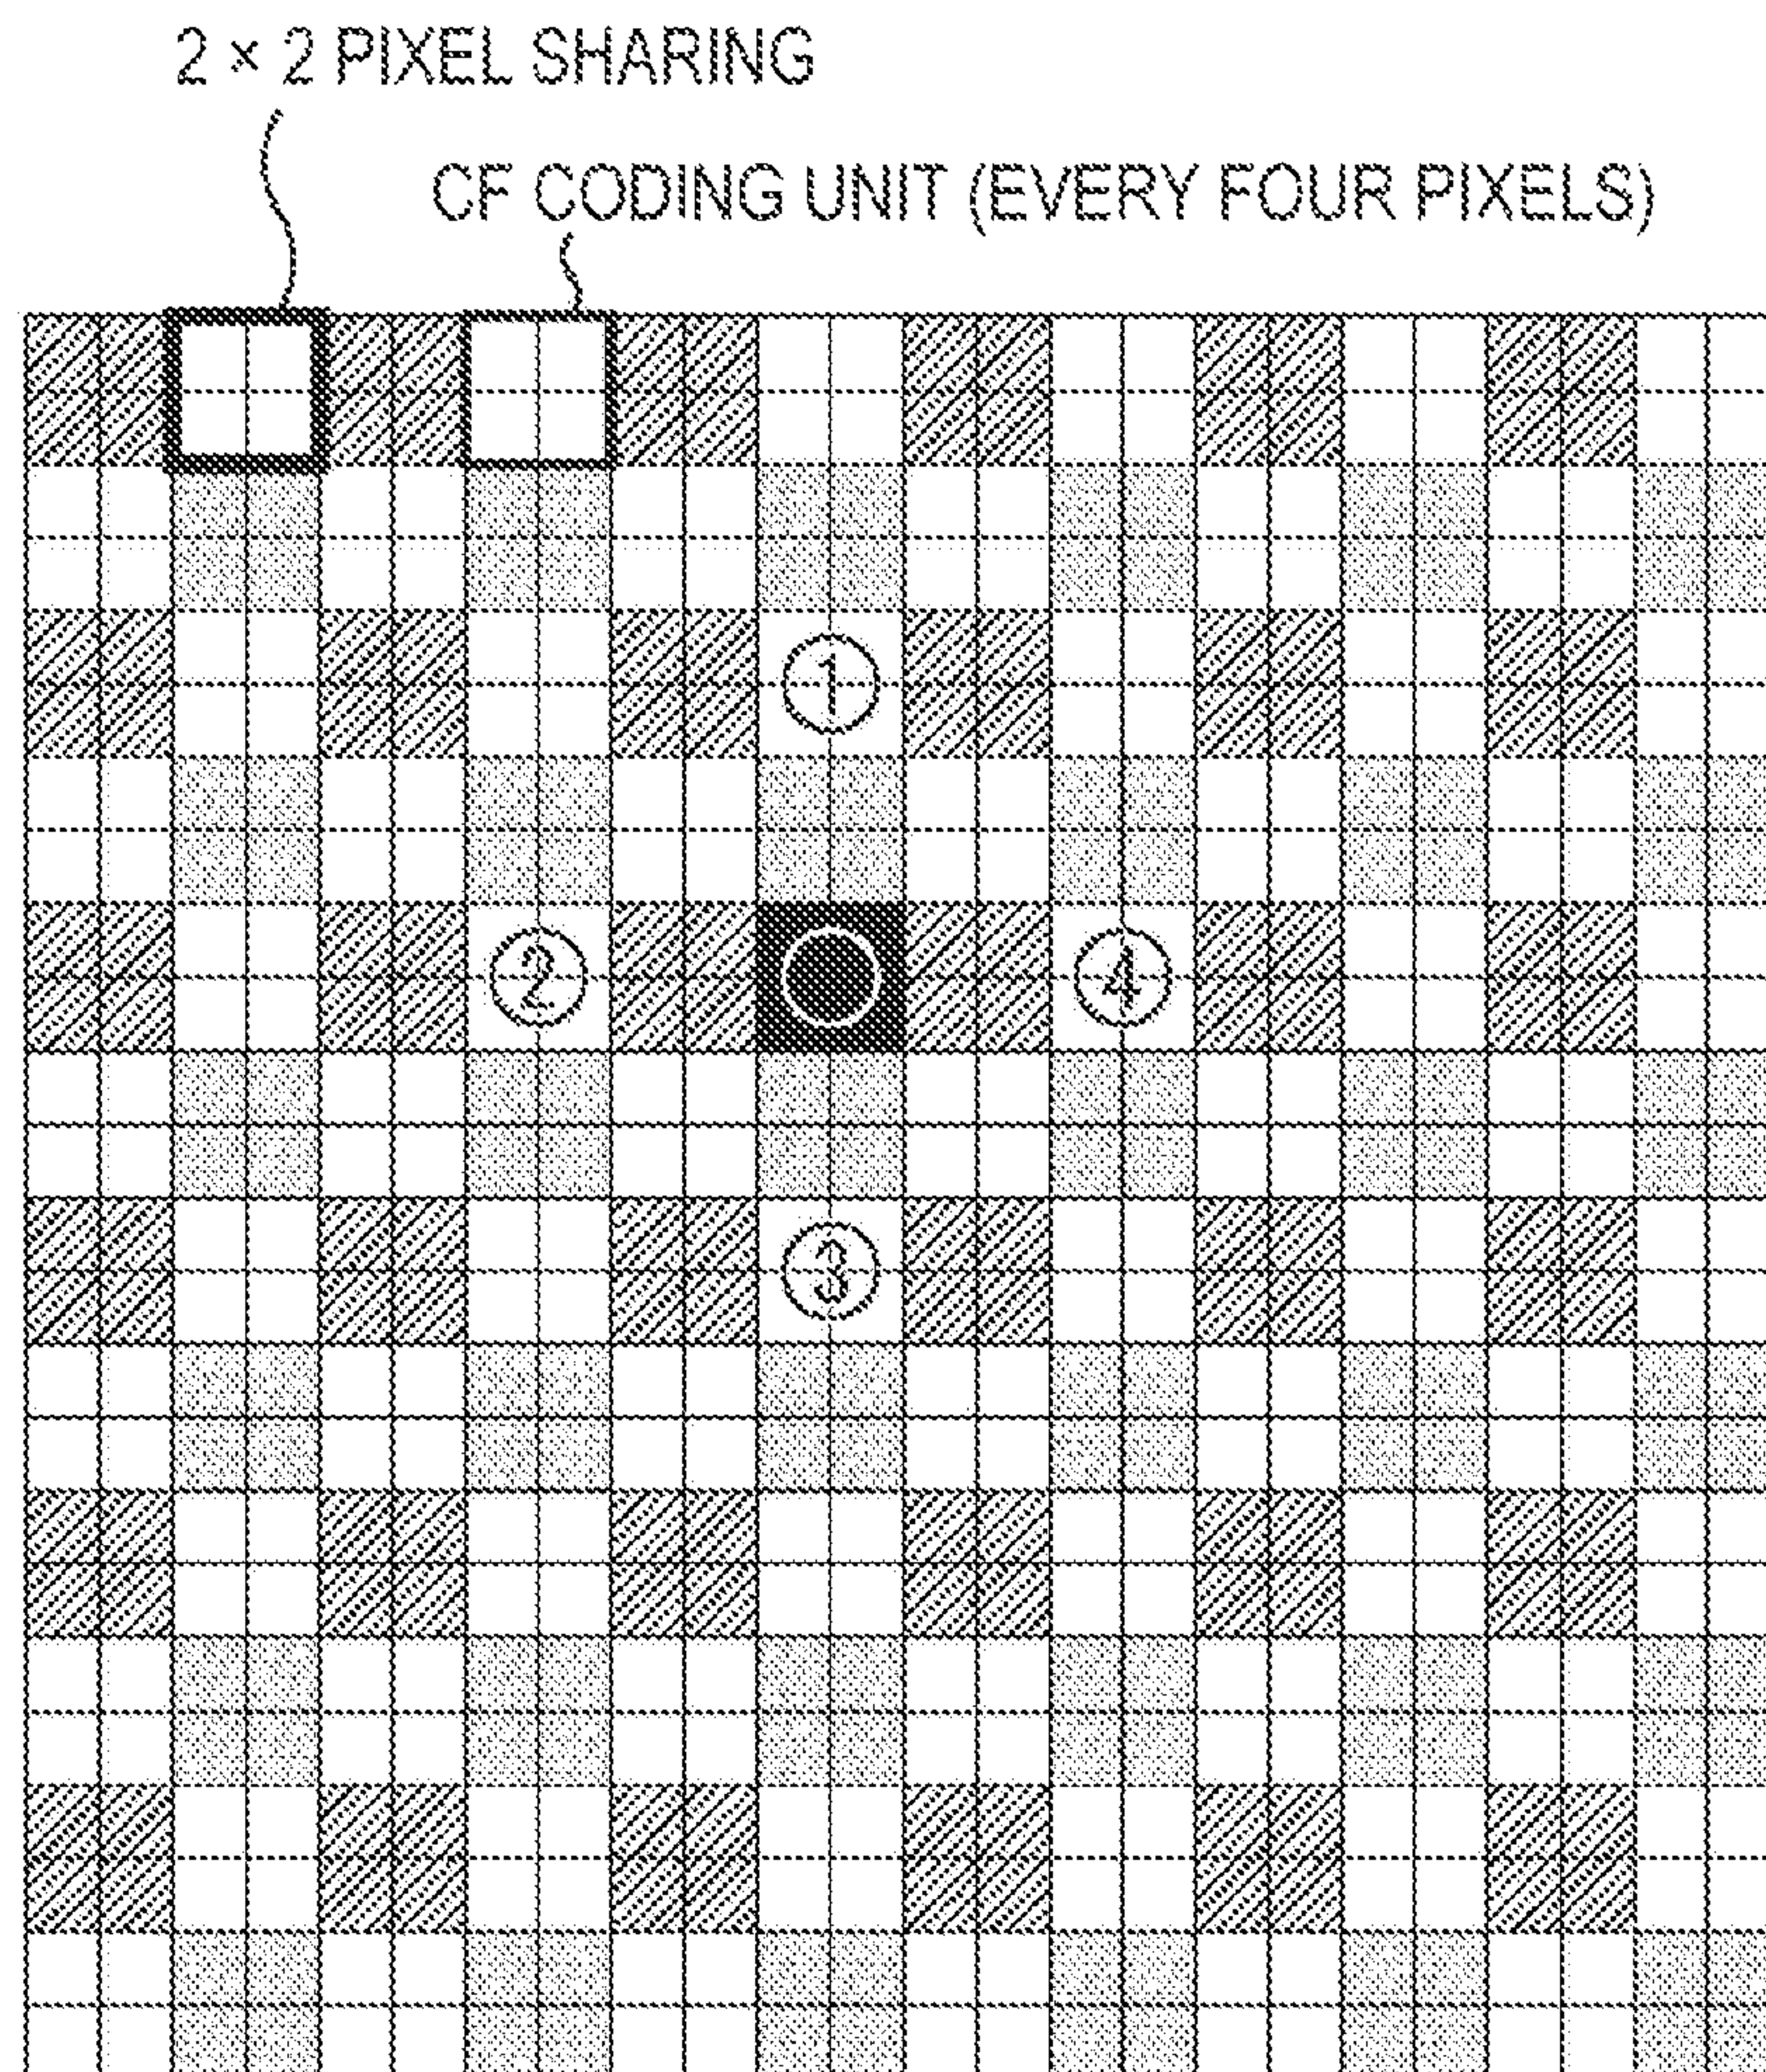 2 × 2 PIXEL SHARING
CF CODING UNIT (EVERY FOUR PIXELS)
1
2
4
3